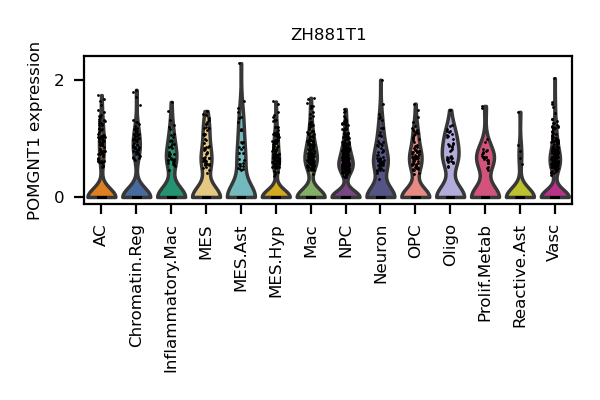 ZH881T1
POMGNT1 expression
2
0
AC
Chromatin.Reg
Inflammatory.Mac
MES
MES.Ast
MES.Hyp
Mac
NPC
Neuron
OPC
Oligo
Prolif.Metab
Reactive.Ast
Vasc